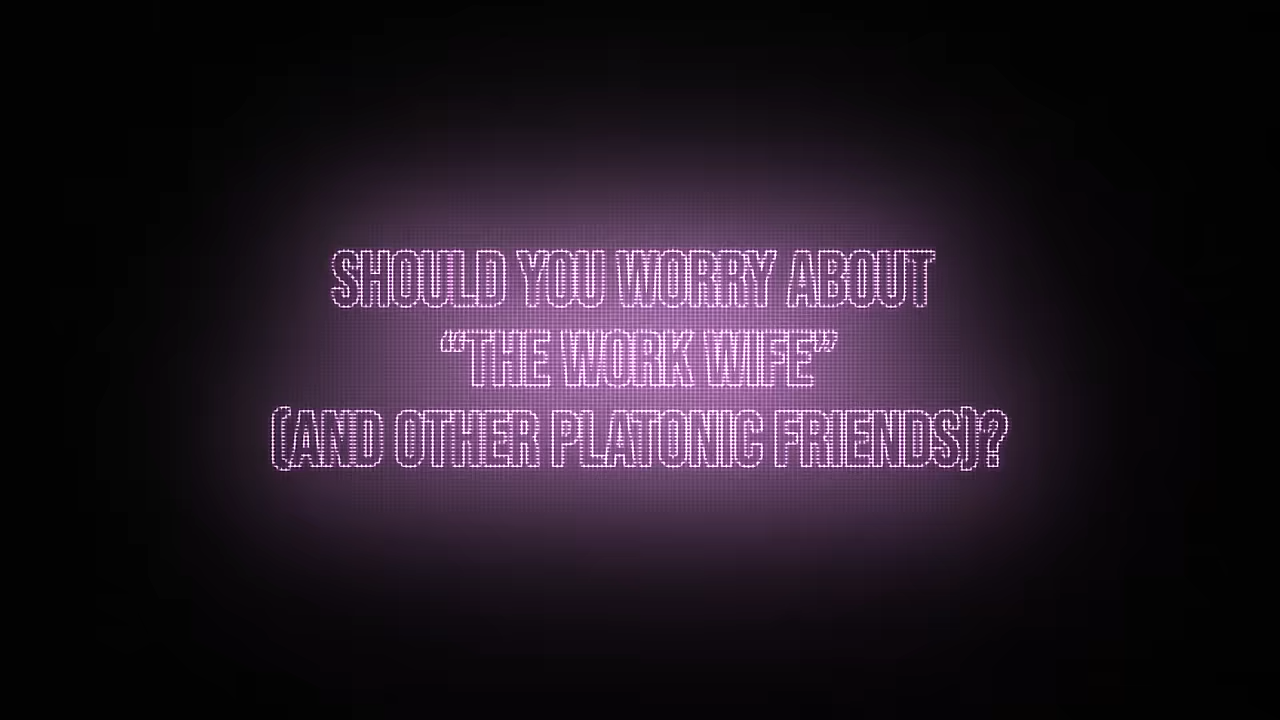 SHOULD YOU WORRY ABOUT
“THE WORK WIFE”
(AND OTHER PLATONIC FRIENDS)?